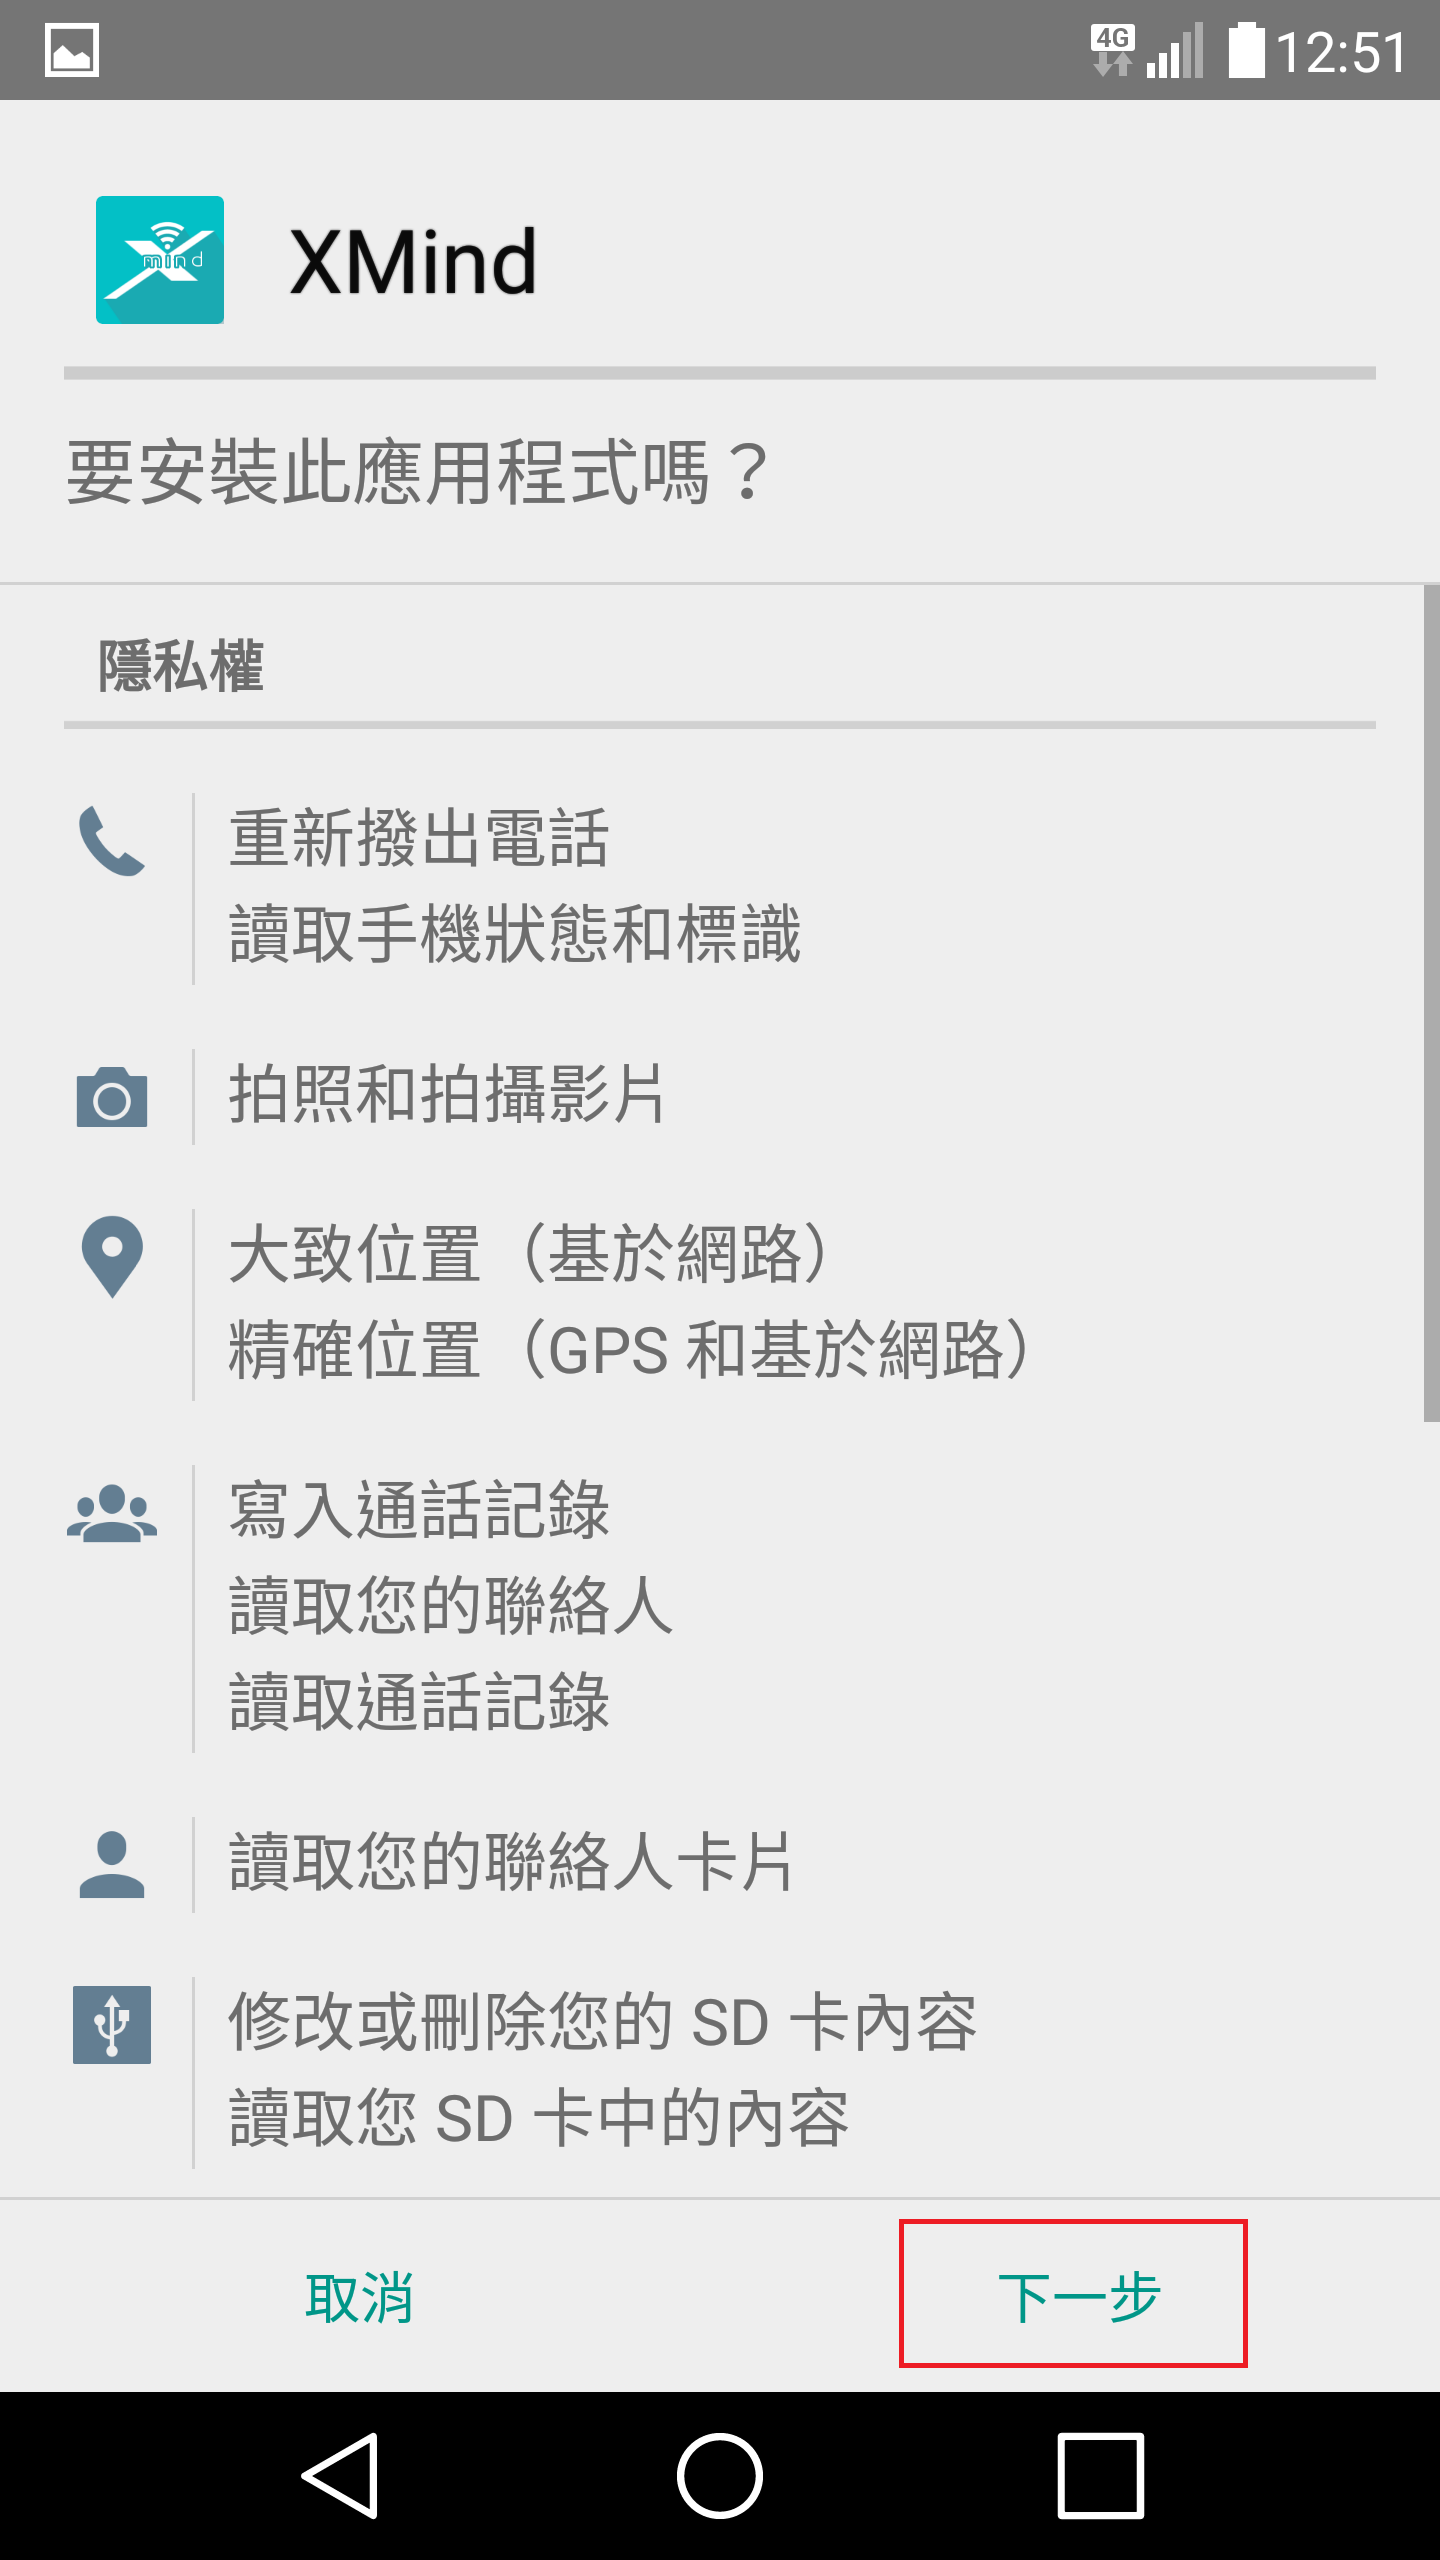 4G
12:51
mind
XMind
要安裝此應用程式嗎？
隱私權
重新撥出電話
讀取手機狀態和標識
拍照和拍攝影片
大致位置（基於網路）
精確位置（GPS 和基於網路）
寫入通話記錄
讀取您的聯絡人
讀取通話記錄
讀取您的聯絡人卡片
修改或刪除您的 SD 卡內容
讀取您 SD 卡中的內容
取消
下一步